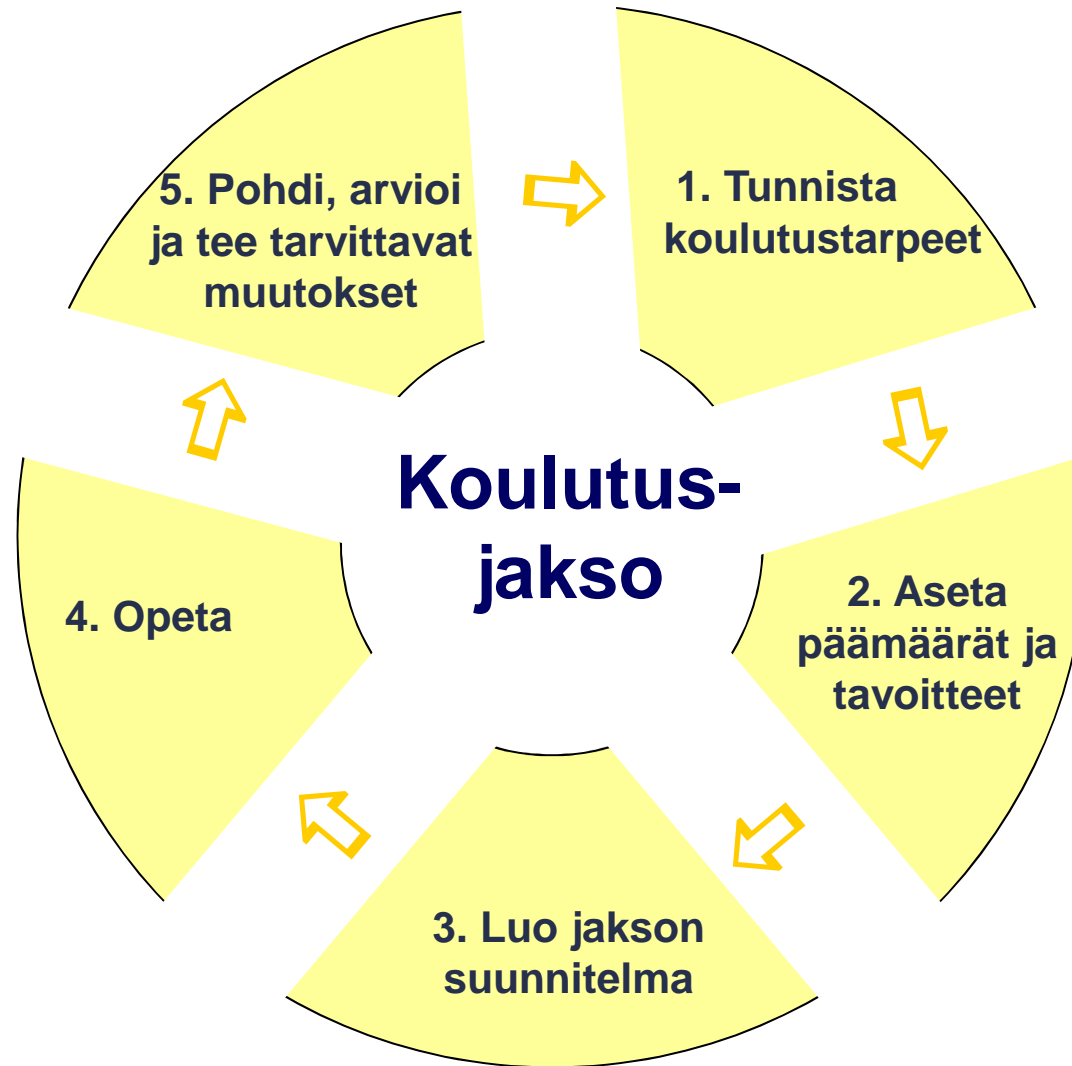 Koulutus-
jakso
1. Tunnista
koulutustarpeet
2. Aseta
päämäärät ja
tavoitteet
3. Luo jakson
suunnitelma
4. Opeta
5. Pohdi, arvioi
ja tee tarvittavat
muutokset